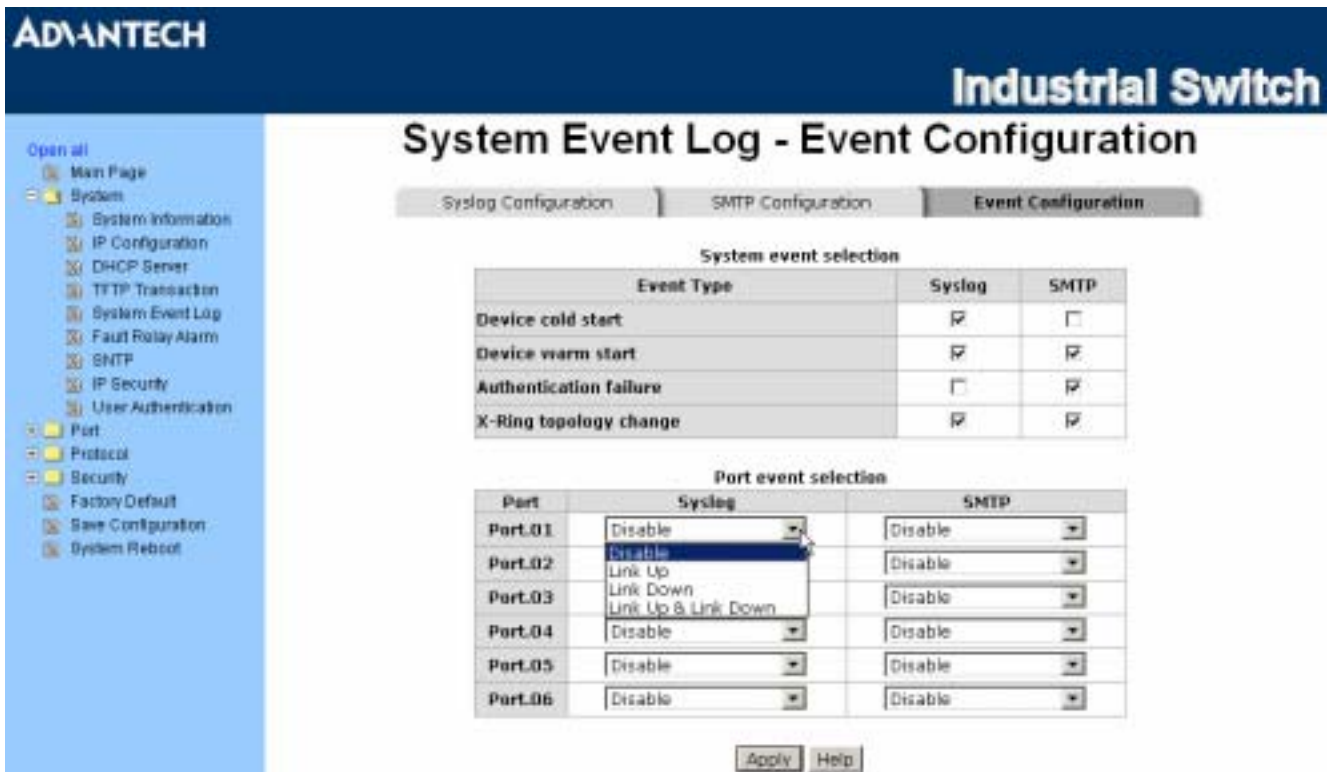 ADVANTECH
Industrial Switch
Open all
Main Page
System
System Information
IP Configuration
DHCP Server
TFTP Transaction
System Event Log
Fault Relay Alarm
SNTP
IP Security
User Authentication
Port
Protocol
Security
Factory Default
Save Configuration
System Reboot
System Event Log - Event Configuration
Syslog Configuration SMTP Configuration Event Configuration
System event selection
Event Type Syslog SMTP
Device cold start
Device warm start
Authentication failure
X-Ring topology change
Port event selection
Port Syslog SMTP
Port.01 Disable Disable
Disable
Link Up
Link Down
Link Up & Link Down
Port.02 Disable
Port.03 Disable
Port.04 Disable Disable
Port.05 Disable Disable
Port.06 Disable Disable
Apply Help